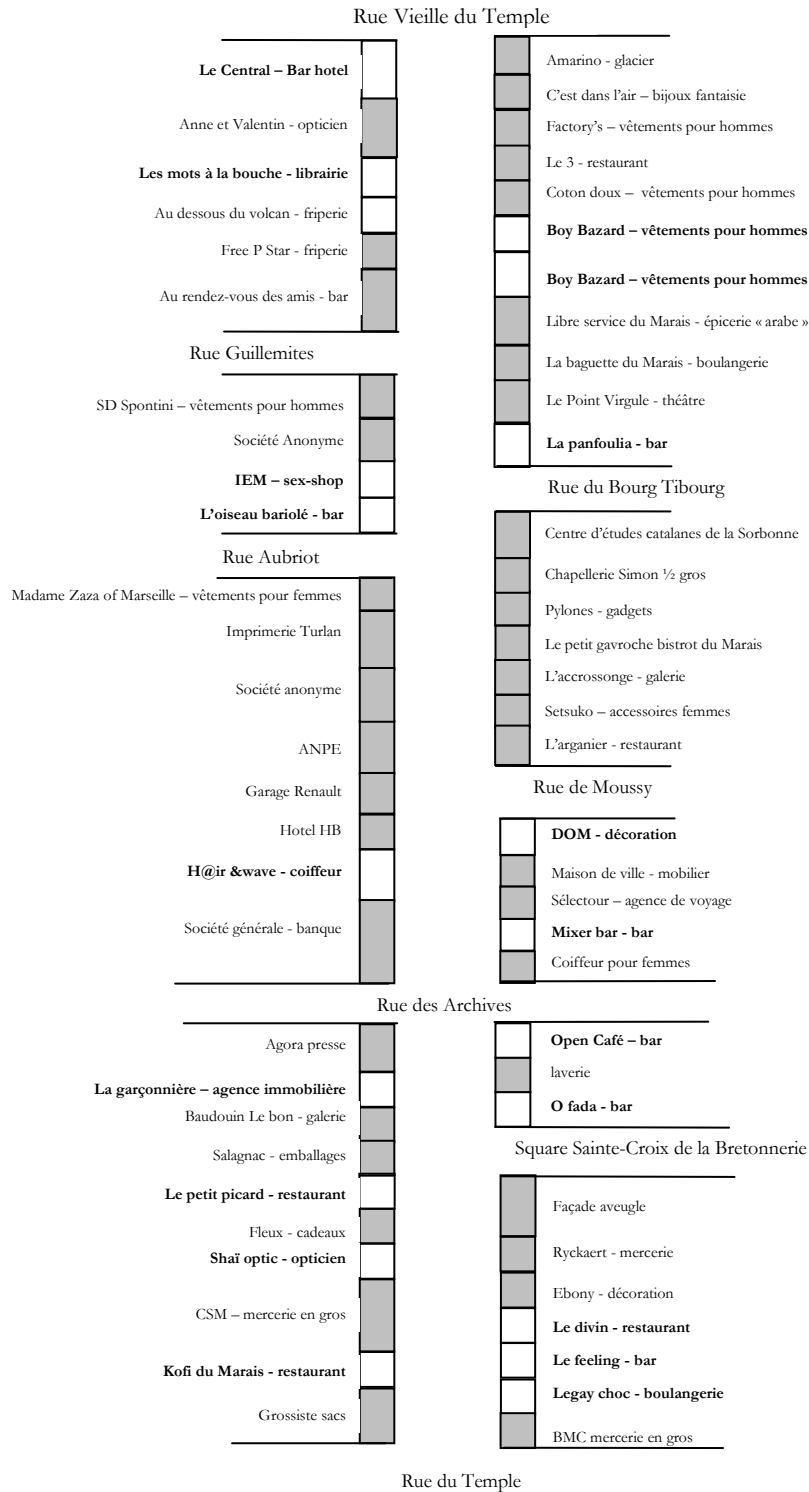 Rue Vieille du Temple
Le Central – Bar hotel
Anne et Valentin - opticien
Les mots à la bouche - librairie
Au dessous du volcan - friperie
Free P Star - friperie
Au rendez-vous des amis - bar
Rue Guillemites
SD Spontini – vêtements pour hommes
Société Anonyme
IEM – sex-shop
L'oiseau bariolé - bar
Rue Aubriot
Madame Zaza of Marseille – vêtements pour femmes
Imprimerie Turlan
Société anonyme
ANPE
Garage Renault
Hotel HB
H@ir &wave - coiffeur
Société générale - banque
Amarino - glacier
C'est dans l'air – bijoux fantaisie
Factory's – vêtements pour hommes
Le 3 - restaurant
Coton doux – vêtements pour hommes
Boy Bazard – vêtements pour hommes
Boy Bazard – vêtements pour hommes
Libre service du Marais - épicerie « arabe »
La baguette du Marais - boulangerie
Le Point Virgule - théâtre
La panfoulia - bar
Rue du Bourg Tibourg
Centre d'études catalanes de la Sorbonne
Chapellerie Simon ½ gros
Pylones - gadgets
Le petit gavroche bistrot du Marais
L'accrossonge - galerie
Setsuko – accessoires femmes
L'arganier - restaurant
Rue de Moussy
DOM - décoration
Maison de ville - mobilier
Sélectour – agence de voyage
Mixer bar - bar
Coiffeur pour femmes
Rue des Archives
Agora presse
La garçonnière – agence immobilière
Baudouin Le bon - galerie
Salagnac - emballages
Le petit picard - restaurant
Fleux - cadeaux
Shaï optic - opticien
CSM – mercerie en gros
Kofi du Marais - restaurant
Grossiste sacs
Open Café – bar
laverie
O fada - bar
Square Sainte-Croix de la Bretonnerie
Façade aveugle
Ryckaert - mercerie
Ebony - décoration
Le divin - restaurant
Le feeling - bar
Legay choc - boulangerie
BMC mercerie en gros
Rue du Temple